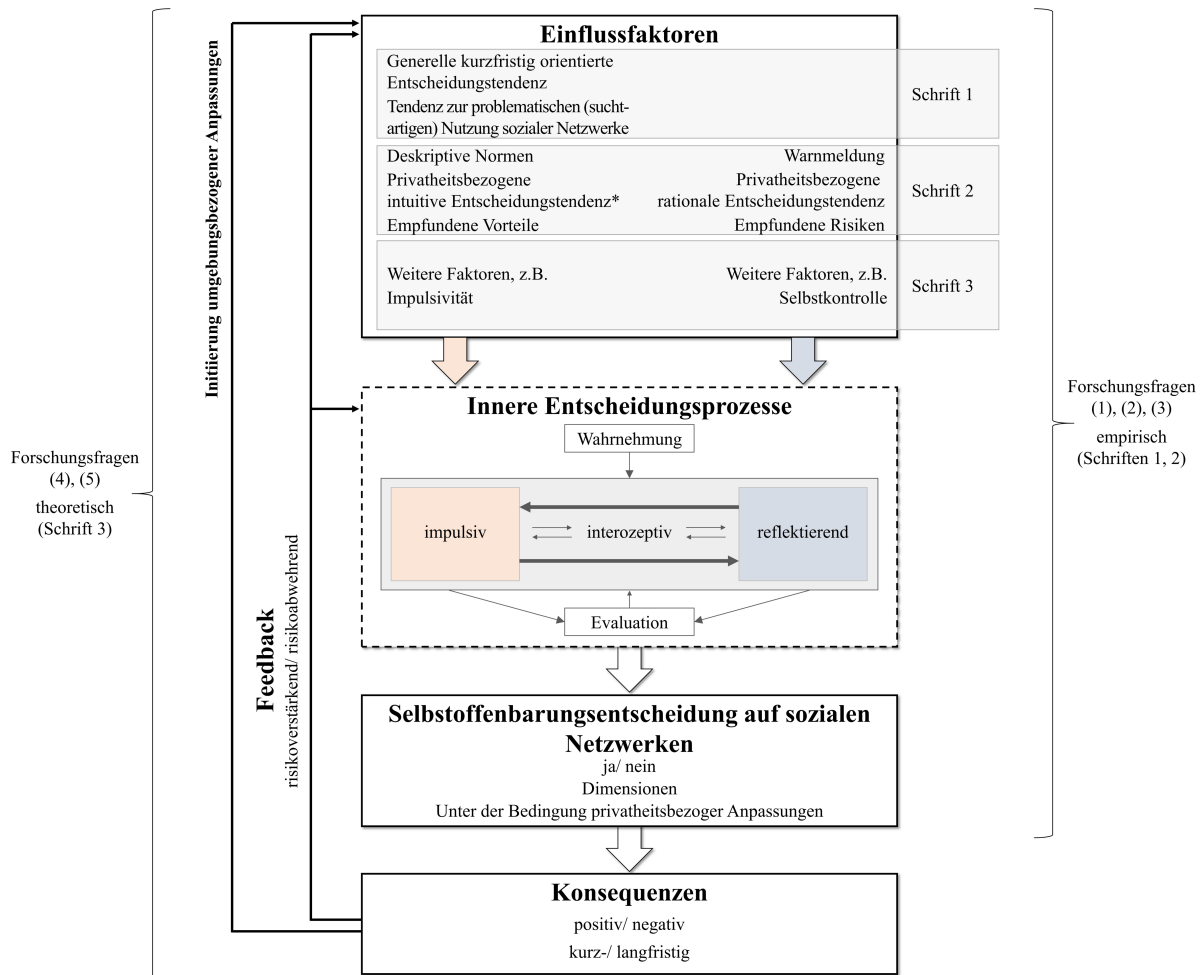 Einflussfaktoren
Generelle kurzfristig orientierte
Entscheidungstendenz
Tendenz zur problematischen (sucht-
artigen) Nutzung sozialer Netzwerke
Schrift 1
Deskriptive Normen
Privatheitsbezogene
intuitive Entscheidungstendenz*
Empfundene Vorteile
Warnmeldung
Privatheitsbezogene
rationale Entscheidungstendenz
Empfundene Risiken
Schrift 2
Weitere Faktoren, z.B.
Impulsivität
Weitere Faktoren, z.B.
Selbstkontrolle
Schrift 3
Initiierung umgebungsbezogener Anpassungen
Feedback
risikoverstärkend/ risikoabwehrend
Forschungsfragen
(4), (5)
theoretisch
(Schrift 3)
Innere Entscheidungsprozesse
Wahrnehmung
impulsiv
interozeptiv
reflektierend
Evaluation
Forschungsfragen
(1), (2), (3)
empirisch
(Schriften 1, 2)
Selbstoffenbarungsentscheidung auf sozialen
Netzwerken
ja/ nein
Dimensionen
Unter der Bedingung privatheitsbezoger Anpassungen
Konsequenzen
positiv/ negativ
kurz-/ langfristig